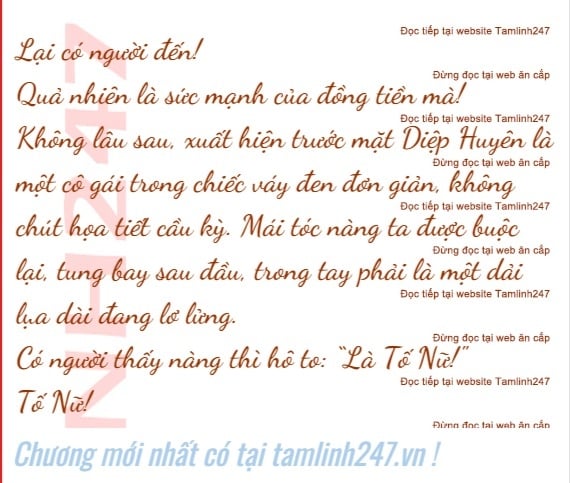 Đọc tiếp tại website Tamlinh247
Lại có người đến!
Đừng đọc tại web ăn cắp
Quả nhiên là sức mạnh của đồng tiền mà!
Đọc tiếp tại website Tamlinh247
Không lâu sau, xuất hiện trước mặt Diệp Huyên là
Đừng đọc tại web ăn cắp
một cô gái trong chiếc váy đen đơn giản, không
Đọc tiếp tại website Tamlinh247
chút họa tiết cầu kỳ. Mái tóc nàng ta được buộc
Đừng đọc tại web ăn cắp
lại, tung bay sau đầu, trong tay phải là một dải
Đọc tiếp tại website Tamlinh247
lụa dài đang lơ lửng.
Đừng đọc tại web ăn cắp
Có người thấy nàng thì hô to: “Là Tố Nữ!”
Đọc tiếp tại website Tamlinh247
Tố Nữ!
Đừng đọc tại web ăn cắp
NH247
Chương mới nhất có tại tamlinh247.vn !